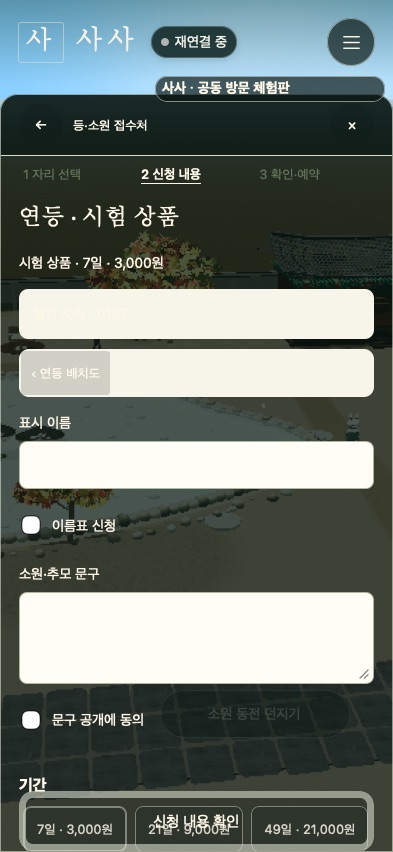 사 사사
재연결 중
사사 · 공동 방문 체험판
← 등·소원 접수처 ×
1 자리 선택 2 신청 내용 3 확인·예약
연등 · 시험 상품
시험 상품 · 7일 · 3,000원
‹ 연등 배치도
표시 이름
이름표 신청
소원·추모 문구
문구 공개에 동의
소원 동전 던지기
기간
신청 내용 확인
7일 · 3,000원 21일 · 9,000원 49일 · 21,000원